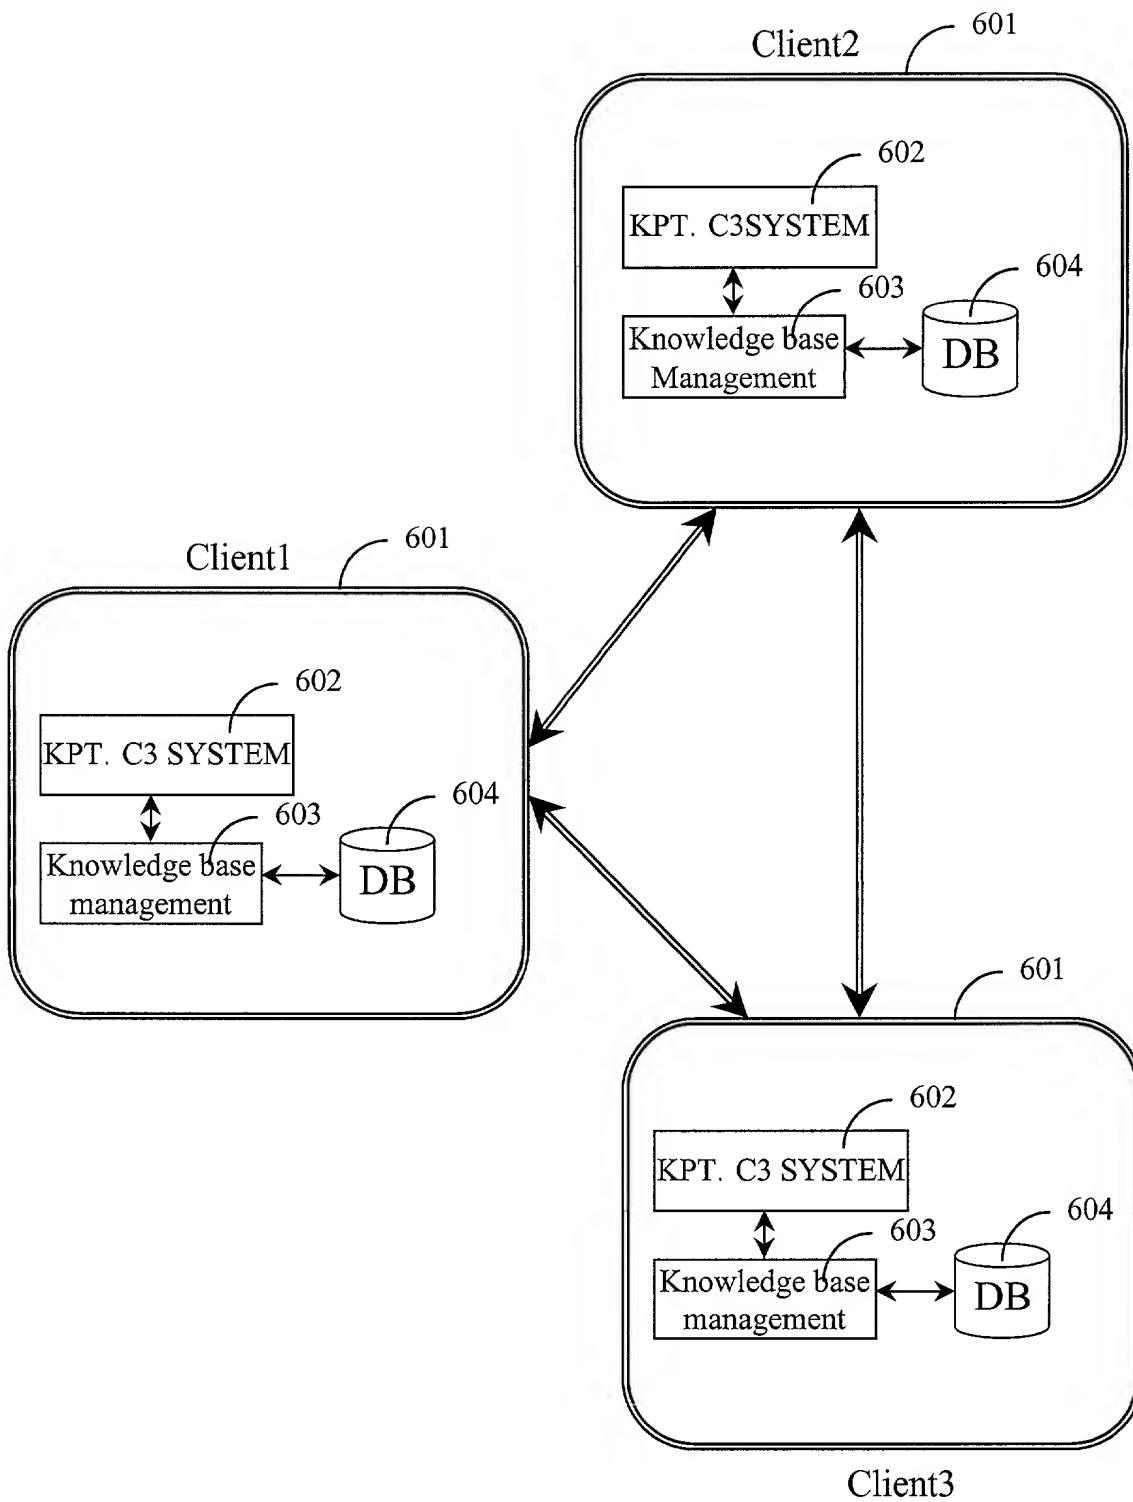 Client2
601
602
KPT. C3SYSTEM
604
603
Knowledge base
Management
DB
Client1
601
602
KPT. C3 SYSTEM
604
603
Knowledge base
management
DB
601
602
KPT. C3 SYSTEM
604
603
Knowledge base
management
DB
Client3